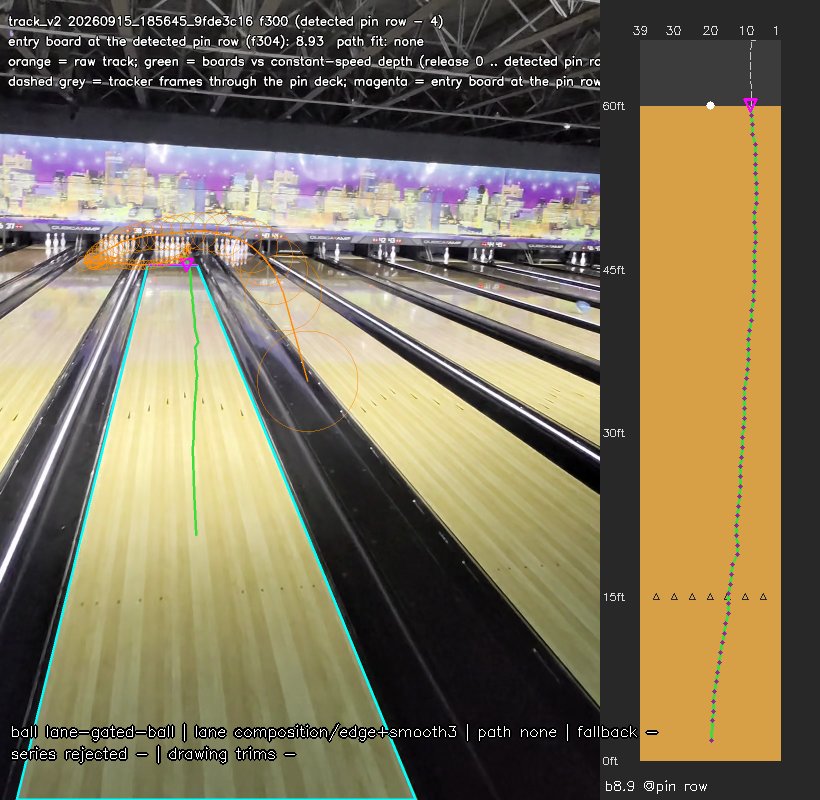 track_v2 20260915_185645_9fde3c16 f300 (detected pin row - 4)
entry board at the detected pin row (f304): 8.93 path fit: none
orange = raw track; green = boards vs constant-speed depth (release 0 .. detected pin ro
dashed grey = tracker frames through the pin deck; magenta = entry board at the pin row
39 30 20 10 1
60ft
45ft
30ft
15ft
0ft
ball lane-gated-ball | lane composition/edge+smooth3 | path none | fallback -
series rejected - | drawing trims -
b8.9 @pin row